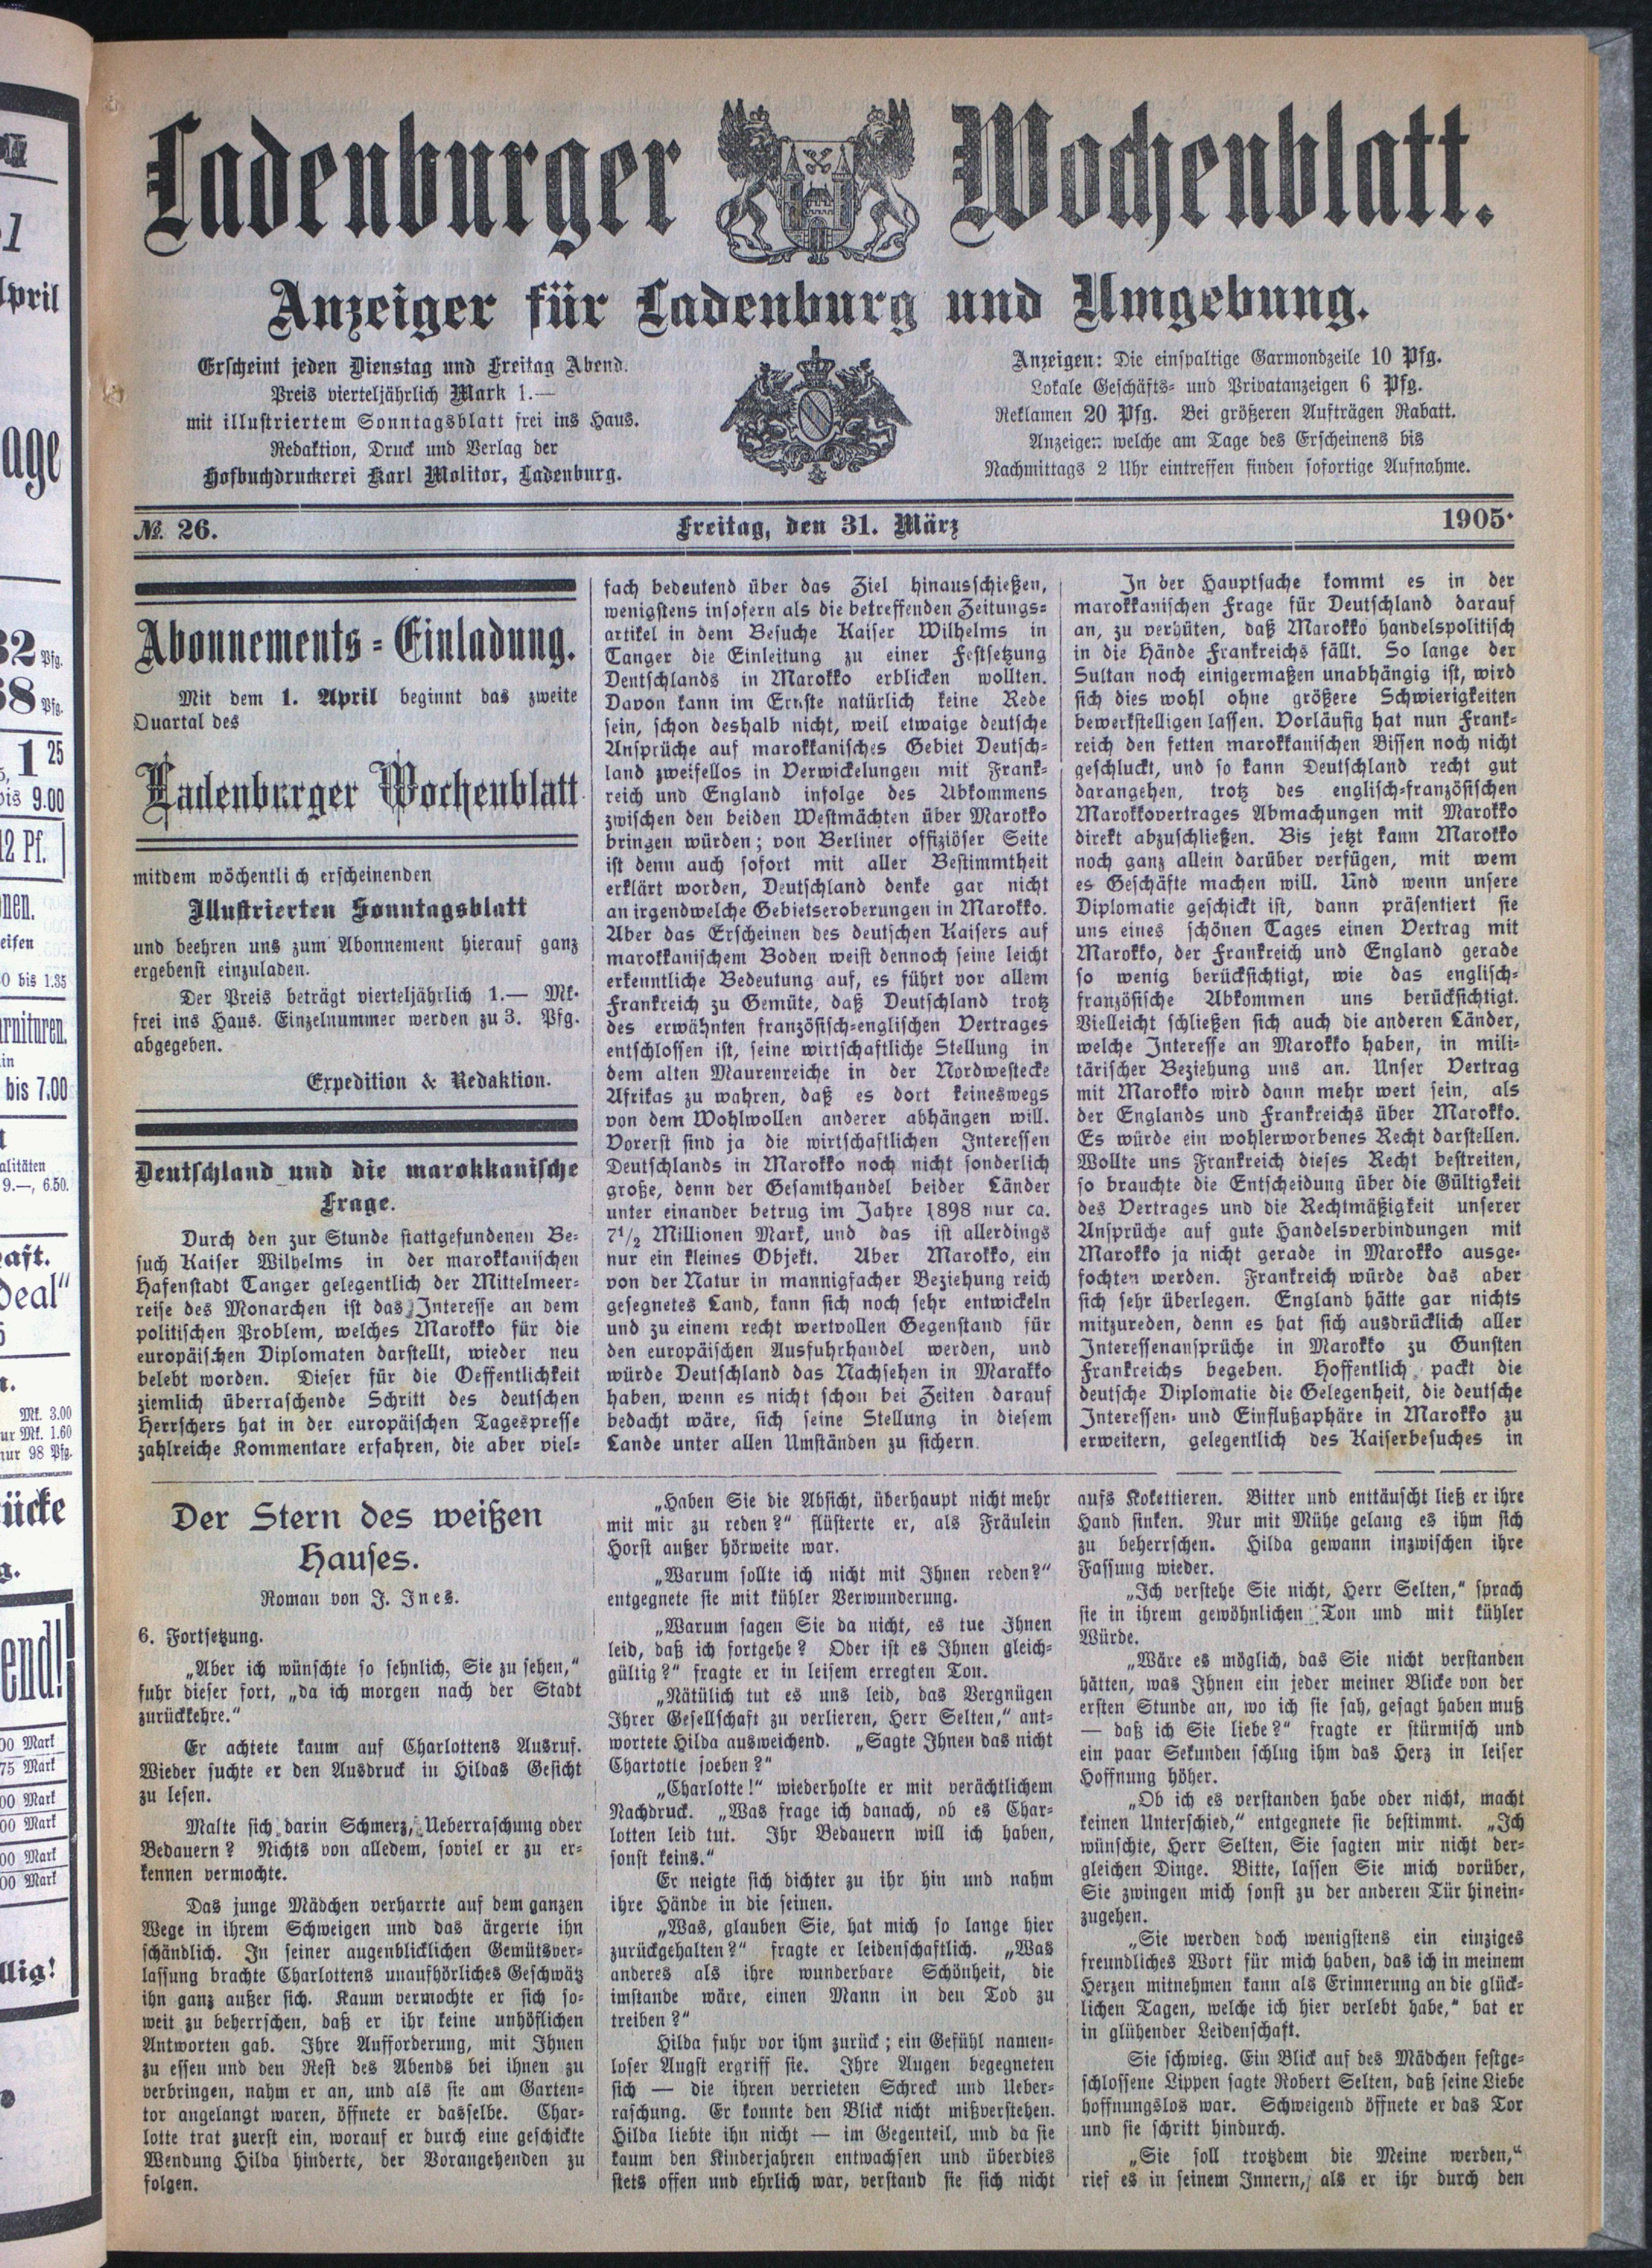 Ladenburger Wochenblatt.
Anzeiger für Ladenburg und Umgebung.
Erscheint jeden Dienstag und Freitag Abend.
Preis vierteljährlich Mark 1.—
mit illustriertem Sonntagsblatt frei ins Haus.
Redaktion, Druck und Verlag der
Hofbuchdruckerei Karl Molitor, Ladenburg.
Anzeigen: Die einspaltige Garmondzeile 10 Pfg.
Lokale Geschäfts- und Privatanzeigen 6 Pfg.
Reklamen 20 Pfg. Bei größeren Aufträgen Rabatt.
Anzeigen welche am Tage des Erscheinens bis
Nachmittags 2 Uhr eintreffen finden sofortige Aufnahme.
№. 26.
Freitag, den 31. März
1905.
Abonnements-Einladung.
Mit dem 1. April beginnt das zweite
Quartal des
Ladenburger Wochenblatt
mitdem wöchentlich erscheinenden
Illustrierten Sonntagsblatt
und beehren uns zum Abonnement hierauf ganz
ergebenst einzuladen.
Der Preis beträgt vierteljährlich 1.— Mk.
frei ins Haus. Einzelnummer werden zu 3. Pfg.
abgegeben.
Expedition & Redaktion.
Deutschland und die marokkanische
Frage.
Durch den zur Stunde stattgefundenen Be-
such Kaiser Wilhelms in der marokkanischen
Hafenstadt Tanger gelegentlich der Mittelmeer-
reise des Monarchen ist das Interesse an dem
politischen Problem, welches Marokko für die
europäischen Diplomaten darstellt, wieder neu
belebt worden. Dieser für die Oeffentlichkeit
ziemlich überraschende Schritt des deutschen
Herrschers hat in der europäischen Tagespresse
zahlreiche Kommentare erfahren, die aber viel-
fach bedeutend über das Ziel hinausschießen,
wenigstens insofern als die betreffenden Zeitungs-
artikel in dem Besuche Kaiser Wilhelms in
Tanger die Einleitung zu einer Festsetzung
Deutschlands in Marokko erblicken wollten.
Davon kann im Ernste natürlich keine Rede
sein, schon deshalb nicht, weil etwaige deutsche
Ansprüche auf marokkanisches Gebiet Deutsch-
land zweifellos in Verwickelungen mit Frank-
reich und England infolge des Abkommens
zwischen den beiden Westmächten über Marokko
bringen würden; von Berliner offiziöser Seite
ist denn auch sofort mit aller Bestimmtheit
erklärt worden, Deutschland denke gar nicht
an irgendwelche Gebietseroberungen in Marokko.
Aber das Erscheinen des deutschen Kaisers auf
marokkanischem Boden weist dennoch seine leicht
erkenntliche Bedeutung auf, es führt vor allem
Frankreich zu Gemüte, daß Deutschland trotz
des erwähnten französisch-englischen Vertrages
entschlossen ist, seine wirtschaftliche Stellung in
dem alten Maurenreiche in der Nordwestecke
Afrikas zu wahren, daß es dort keineswegs
von dem Wohlwollen anderer abhängen will.
Vorerst sind ja die wirtschaftlichen Interessen
Deutschlands in Marokko noch nicht sonderlich
große, denn der Gesamthandel beider Länder
unter einander betrug im Jahre 1898 nur ca.
7½ Millionen Mark, und das ist allerdings
nur ein kleines Objekt. Aber Marokko, ein
von der Natur in mannigfacher Beziehung reich
gesegnetes Land, kann sich noch sehr entwickeln
und zu einem recht wertvollen Gegenstand für
den europäischen Ausfuhrhandel werden, und
würde Deutschland das Nachsehen in Marakko
haben, wenn es nicht schon bei Zeiten darauf
bedacht wäre, sich seine Stellung in diesem
Lande unter allen Umständen zu sichern.
In der Hauptsache kommt es in der
marokkanischen Frage für Deutschland darauf
an, zu verhüten, daß Marokko handelspolitisch
in die Hände Frankreichs fällt. So lange der
Sultan noch einigermaßen unabhängig ist, wird
sich dies wohl ohne größere Schwierigkeiten
bewerkstelligen lassen. Vorläufig hat nun Frank-
reich den fetten marokkanischen Bissen noch nicht
geschluckt, und so kann Deutschland recht gut
darangehen, trotz des englisch-französischen
Marokkovertrages Abmachungen mit Marokko
direkt abzuschließen. Bis jetzt kann Marokko
noch ganz allein darüber verfügen, mit wem
es Geschäfte machen will. Und wenn unsere
Diplomatie geschickt ist, dann präsentiert sie
uns eines schönen Tages einen Vertrag mit
Marokko, der Frankreich und England gerade
so wenig berücksichtigt, wie das englisch-
französische Abkommen uns berücksichtigt.
Vielleicht schließen sich auch die anderen Länder,
welche Interesse an Marokko haben, in mili-
tärischer Beziehung uns an. Unser Vertrag
mit Marokko wird dann mehr wert sein, als
der Englands und Frankreichs über Marokko.
Es würde ein wohlerworbenes Recht darstellen.
Wollte uns Frankreich dieses Recht bestreiten,
so brauchte die Entscheidung über die Gültigkeit
des Vertrages und die Rechtmäßigkeit unserer
Ansprüche auf gute Handelsverbindungen mit
Marokko ja nicht gerade in Marokko ausge-
fochten werden. Frankreich würde das aber
sich sehr überlegen. England hätte gar nichts
mitzureden, denn es hat sich ausdrücklich aller
Interessenansprüche in Marokko zu Gunsten
Frankreichs begeben. Hoffentlich packt die
deutsche Diplomatie die Gelegenheit, die deutsche
Interessen- und Einflußaphäre in Marokko zu
erweitern, gelegentlich des Kaiserbesuches in
Der Stern des weißen
Hauses.
Roman von J. Ines.
6. Fortsetzung.
„Aber ich wünschte so sehnlich, Sie zu sehen,“
fuhr dieser fort, „da ich morgen nach der Stadt
zurückkehre.“
Er achtete kaum auf Charlottens Ausruf.
Wieder suchte er den Ausdruck in Hildas Gesicht
zu lesen.
Malte sich darin Schmerz, Ueberraschung oder
Bedauern? Nichts von alledem, soviel er zu er-
kennen vermochte.
Das junge Mädchen verharrte auf dem ganzen
Wege in ihrem Schweigen und das ärgerte ihn
schändlich. In seiner augenblicklichen Gemütsver-
lassung brachte Charlottens unaufhörliches Geschwätz
ihn ganz außer sich. Kaum vermochte er sich so-
weit zu beherrschen, daß er ihr keine unhöflichen
Antworten gab. Ihre Aufforderung, mit Ihnen
zu essen und den Rest des Abends bei ihnen zu
verbringen, nahm er an, und als sie am Garten-
tor angelangt waren, öffnete er dasselbe. Char-
lotte trat zuerst ein, worauf er durch eine geschickte
Wendung Hilda hinderte, der Vorangehenden zu
folgen.
„Haben Sie die Absicht, überhaupt nicht mehr
mit mir zu reden?“ flüsterte er, als Fräulein
Horst außer hörweite war.
„Warum sollte ich nicht mit Ihnen reden?“
entgegnete sie mit kühler Verwunderung.
„Warum sagen Sie da nicht, es tue Ihnen
leid, daß ich fortgehe? Oder ist es Ihnen gleich-
gültig?“ fragte er in leisem erregten Ton.
„Nätülich tut es uns leid, das Vergnügen
Ihrer Gesellschaft zu verlieren, Herr Selten,“ ant-
wortete Hilda ausweichend. „Sagte Ihnen das nicht
Chartotte soeben?“
„Charlotte!“ wiederholte er mit verächtlichem
Nachdruck. „Was frage ich danach, ob es Char-
lotten leid tut. Ihr Bedauern will ich haben,
sonst keins.“
Er neigte sich dichter zu ihr hin und nahm
ihre Hände in die seinen.
„Was, glauben Sie, hat mich so lange hier
zurückgehalten?“ fragte er leidenschaftlich. „Was
anderes als ihre wunderbare Schönheit, die
imstande wäre, einen Mann in den Tod zu
treiben?“
Hilda fuhr vor ihm zurück; ein Gefühl namen-
loser Angst ergriff sie. Ihre Augen begegneten
sich — die ihren verrieten Schreck und Ueber-
raschung. Er konnte den Blick nicht mißverstehen.
Hilda liebte ihn nicht — im Gegenteil, und da sie
kaum den Kinderjahren entwachsen und überdies
stets offen und ehrlich war, verstand sie sich nicht
aufs Kokettieren. Bitter und enttäuscht ließ er ihre
Hand sinken. Nur mit Mühe gelang es ihm sich
zu beherrschen. Hilda gewann inzwischen ihre
Fassung wieder.
„Ich verstehe Sie nicht, Herr Selten,“ sprach
sie in ihrem gewöhnlichen Ton und mit kühler
Würde.
„Wäre es möglich, das Sie nicht verstanden
hätten, was Ihnen ein jeder meiner Blicke von der
ersten Stunde an, wo ich sie sah, gesagt haben muß
— daß ich Sie liebe?“ fragte er stürmisch und
ein paar Sekunden schlug ihm das Herz in leiser
Hoffnung höher.
„Ob ich es verstanden habe oder nicht, macht
keinen Unterschied,“ entgegnete sie bestimmt. „Ich
wünschte, Herr Selten, Sie sagten mir nicht der-
gleichen Dinge. Bitte, lassen Sie mich vorüber,
Sie zwingen mich sonst zu der anderen Tür hinein-
zugehen.
„Sie werden doch wenigstens ein einziges
freundliches Wort für mich haben, das ich in meinem
Herzen mitnehmen kann als Erinnerung an die glück-
lichen Tagen, welche ich hier verlebt habe,“ bat er
in glühender Leidenschaft.
Sie schwieg. Ein Blick auf des Mädchen festge-
schlossene Lippen sagte Robert Selten, daß seine Liebe
hoffnungslos war. Schweigend öffnete er das Tor
und sie schritt hindurch.
„Sie soll trotzdem die Meine werden,“
rief es in seinem Innern, als er ihr durch den